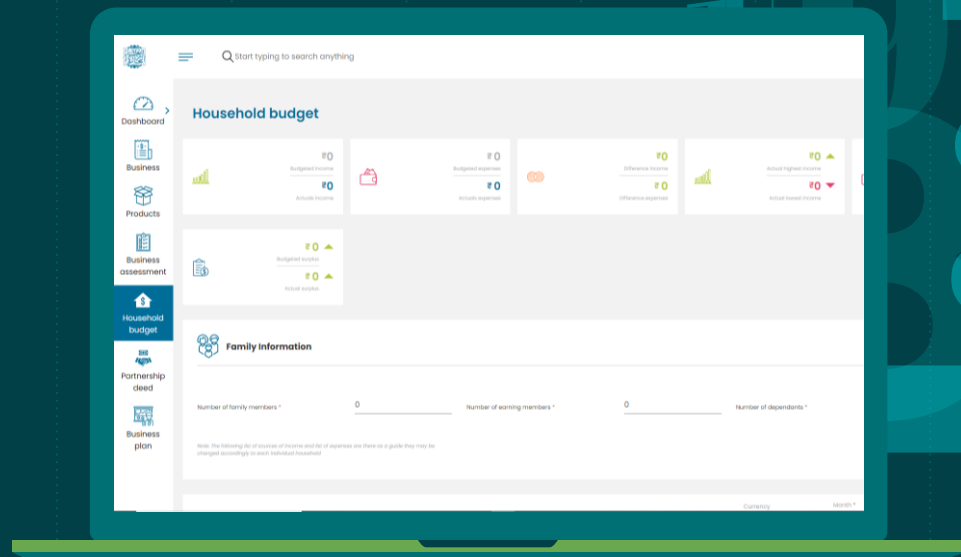 Start typing to search anything
Dashboard
Business
Products
Business
assessment
Household
budget
Partnership
deed
Business
plan
Household budget
₹0
Budgeted income
₹0
Actuals income
₹0
Budgeted expenses
₹0
Actuals expenses
₹0
Difference income
₹0
Difference expenses
₹0
Actual highest income
₹0
Actual lowest income
₹0
Budgeted surplus
₹0
Actual surplus
Family Information
Number of family members *
0
Number of earning members *
0
Number of dependants *
Note: The following list of sources of income and list of expenses are there as a guide they may be
changed accordingly to each individual household
Currency
Month *